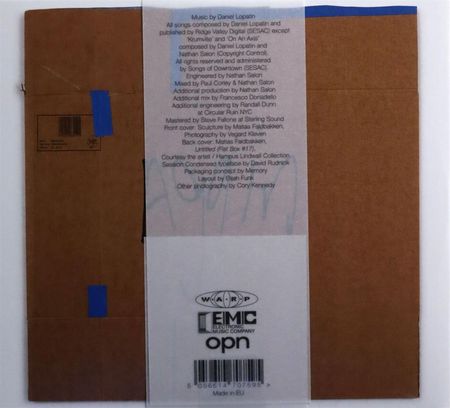 Music by Daniel Lopatin
All songs composed by Daniel Lopatin and
published by Ridge Valley Digital (SESAC) except
'Krumville' and 'On An Axis'
composed by Daniel Lopatin and
Nathan Salon (Copyright Control).
All rights reserved and administered
by Songs of Downtown (SESAC).
Engineered by Nathan Salon
Mixed by Paul Corley & Nathan Salon
Additional production by Nathan Salon
Additional mix by Francesco Donadello
Additional engineering by Randall Dunn
at Circular Ruin NYC
Mastered by Steve Fallone at Sterling Sound
Front cover: Sculpture by Matias Faldbakken,
Photography by Vegard Kleven
Back cover: Matias Faldbakken,
Untitled (Flat Box #17),
Courtesy the artist / Hampus Lindwall Collection.
Session Condensed typeface by David Rudnick
Packaging concept by Memory
Layout by
Other photography by Cory Kennedy
WARP
EMC
ELECTRONIC
MUSIC COMPANY
opn
Made in EU